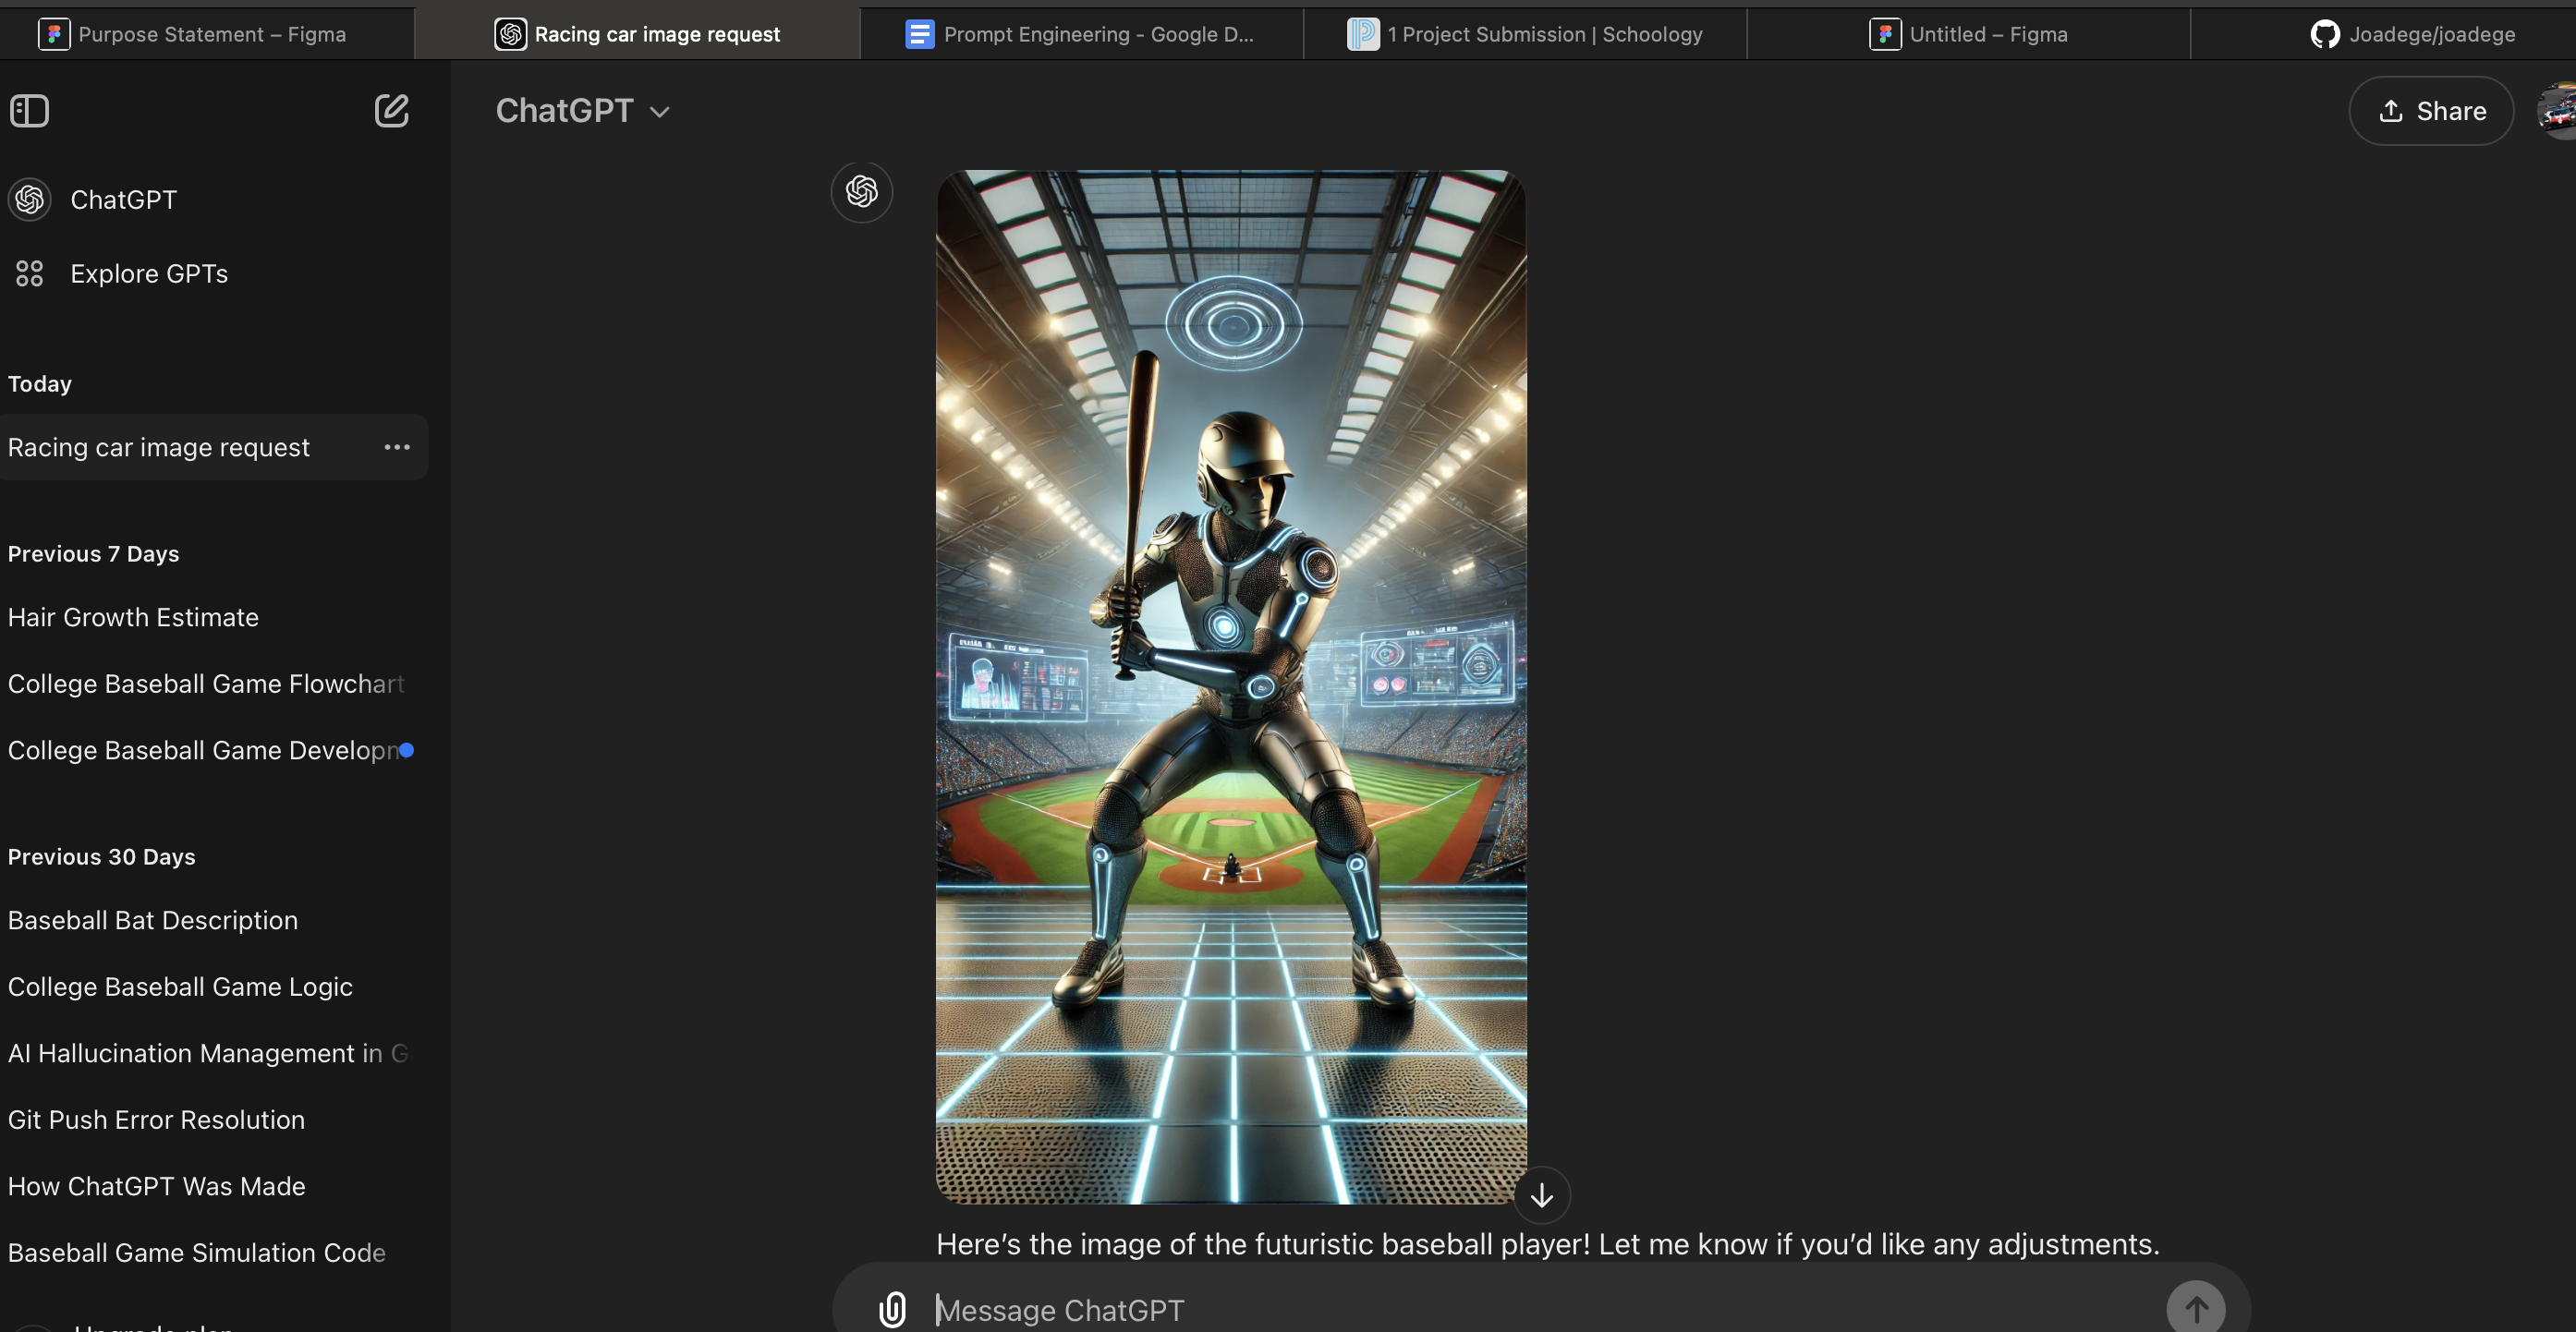 Purpose Statement – Figma
Racing car image request
Prompt Engineering - Google D...
1 Project Submission | Schoology
Untitled – Figma
Joadege/joadege
ChatGPT
Share
ChatGPT
Explore GPTs
Today
Racing car image request
Previous 7 Days
Hair Growth Estimate
College Baseball Game Flowchart
College Baseball Game Developm
Previous 30 Days
Baseball Bat Description
College Baseball Game Logic
AI Hallucination Management in G
Git Push Error Resolution
How ChatGPT Was Made
Baseball Game Simulation Code
Upgrade plan
Here's the image of the futuristic baseball player! Let me know if you'd like any adjustments.
Message ChatGPT